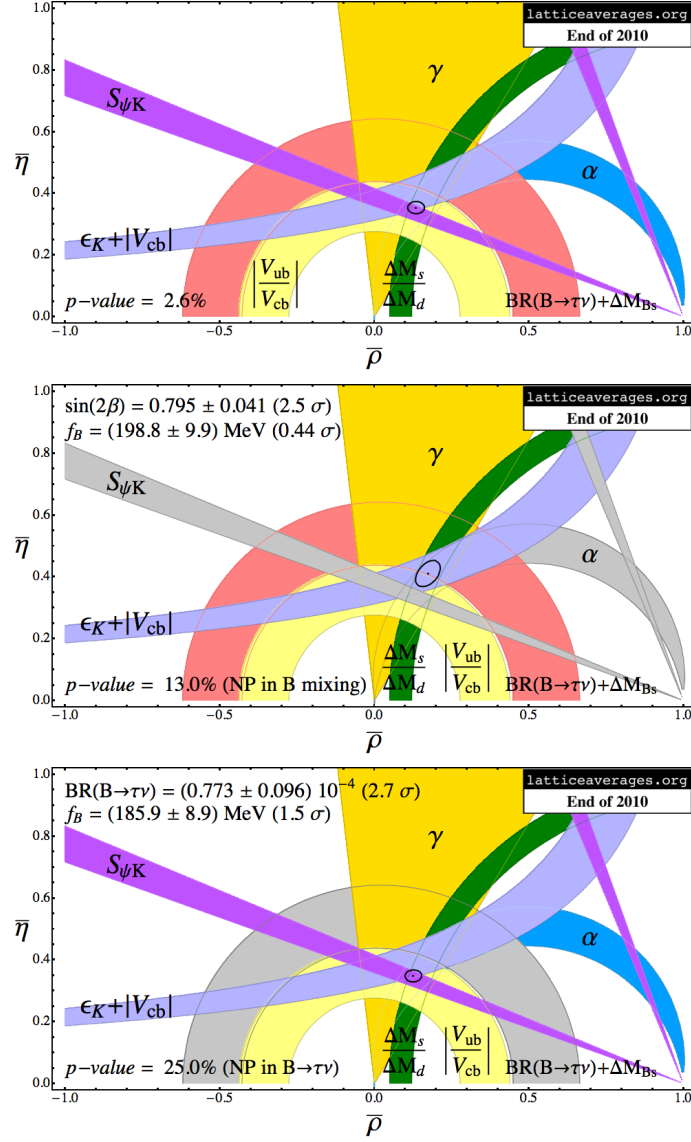 latticeaverages.org
End of 2010
1.0
0.8
0.6
0.4
0.2
0.0
η̅
S_ψK
γ
α
ϵ_K+|V_cb|
|V_ub/V_cb|
ΔM_s/ΔM_d
BR(B→τν)+ΔM_Bs
p-value = 2.6%
-1.0 -0.5 0.0 0.5 1.0
ρ̅
sin(2β) = 0.795 ± 0.041 (2.5 σ)
f_B = (198.8 ± 9.9) MeV (0.44 σ)
latticeaverages.org
End of 2010
1.0
0.8
0.6
0.4
0.2
0.0
η̅
S_ψK
γ
α
ϵ_K+|V_cb|
ΔM_s/ΔM_d
|V_ub/V_cb|
BR(B→τν)+ΔM_Bs
p-value = 13.0% (NP in B mixing)
-1.0 -0.5 0.0 0.5 1.0
ρ̅
BR(B→τν) = (0.773 ± 0.096) 10⁻⁴ (2.7 σ)
f_B = (185.9 ± 8.9) MeV (1.5 σ)
latticeaverages.org
End of 2010
1.0
0.8
0.6
0.4
0.2
0.0
η̅
S_ψK
γ
α
ϵ_K+|V_cb|
ΔM_s/ΔM_d
|V_ub/V_cb|
BR(B→τν)+ΔM_Bs
p-value = 25.0% (NP in B→τν)
-1.0 -0.5 0.0 0.5 1.0
ρ̅